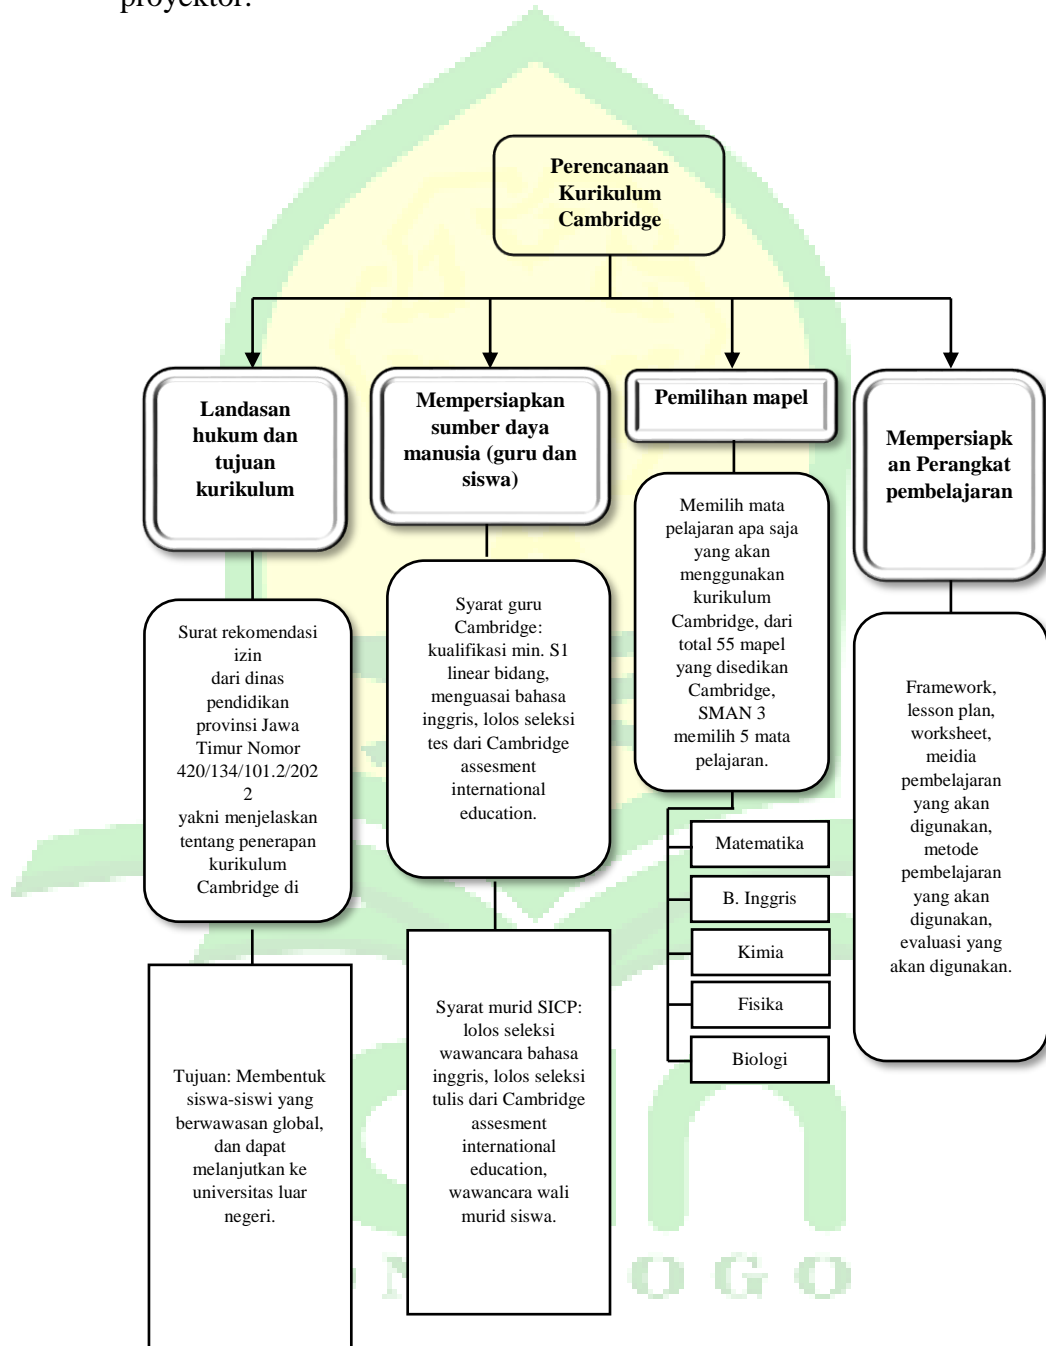 proyektor.
Perencanaan
Kurikulum
Cambridge
Landasan
hukum dan
tujuan
kurikulum
Mempersiapkan
sumber daya
manusia (guru dan
siswa)
Pemilihan mapel
Mempersiapk
an Perangkat
pembelajaran
Surat rekomendasi
izin
dari dinas
pendidikan
provinsi Jawa
Timur Nomor
420/134/101.2/202
2
yakni menjelaskan
tentang penerapan
kurikulum
Cambridge di
Tujuan: Membentuk
siswa-siswi yang
berwawasan global,
dan dapat
melanjutkan ke
universitas luar
negeri.
Syarat guru
Cambridge:
kualifikasi min. S1
linear bidang,
menguasai bahasa
inggris, lolos seleksi
tes dari Cambridge
assesment
international
education.
Syarat murid SICP:
lolos seleksi
wawancara bahasa
inggris, lolos seleksi
tulis dari Cambridge
assesment
international
education,
wawancara wali
murid siswa.
Memilih mata
pelajaran apa saja
yang akan
menggunakan
kurikulum
Cambridge, dari
total 55 mapel
yang disedikan
Cambridge,
SMAN 3
memilih 5 mata
pelajaran.
Matematika
B. Inggris
Kimia
Fisika
Biologi
Framework,
lesson plan,
worksheet,
meidia
pembelajaran
yang akan
digunakan,
metode
pembelajaran
yang akan
digunakan,
evaluasi yang
akan digunakan.